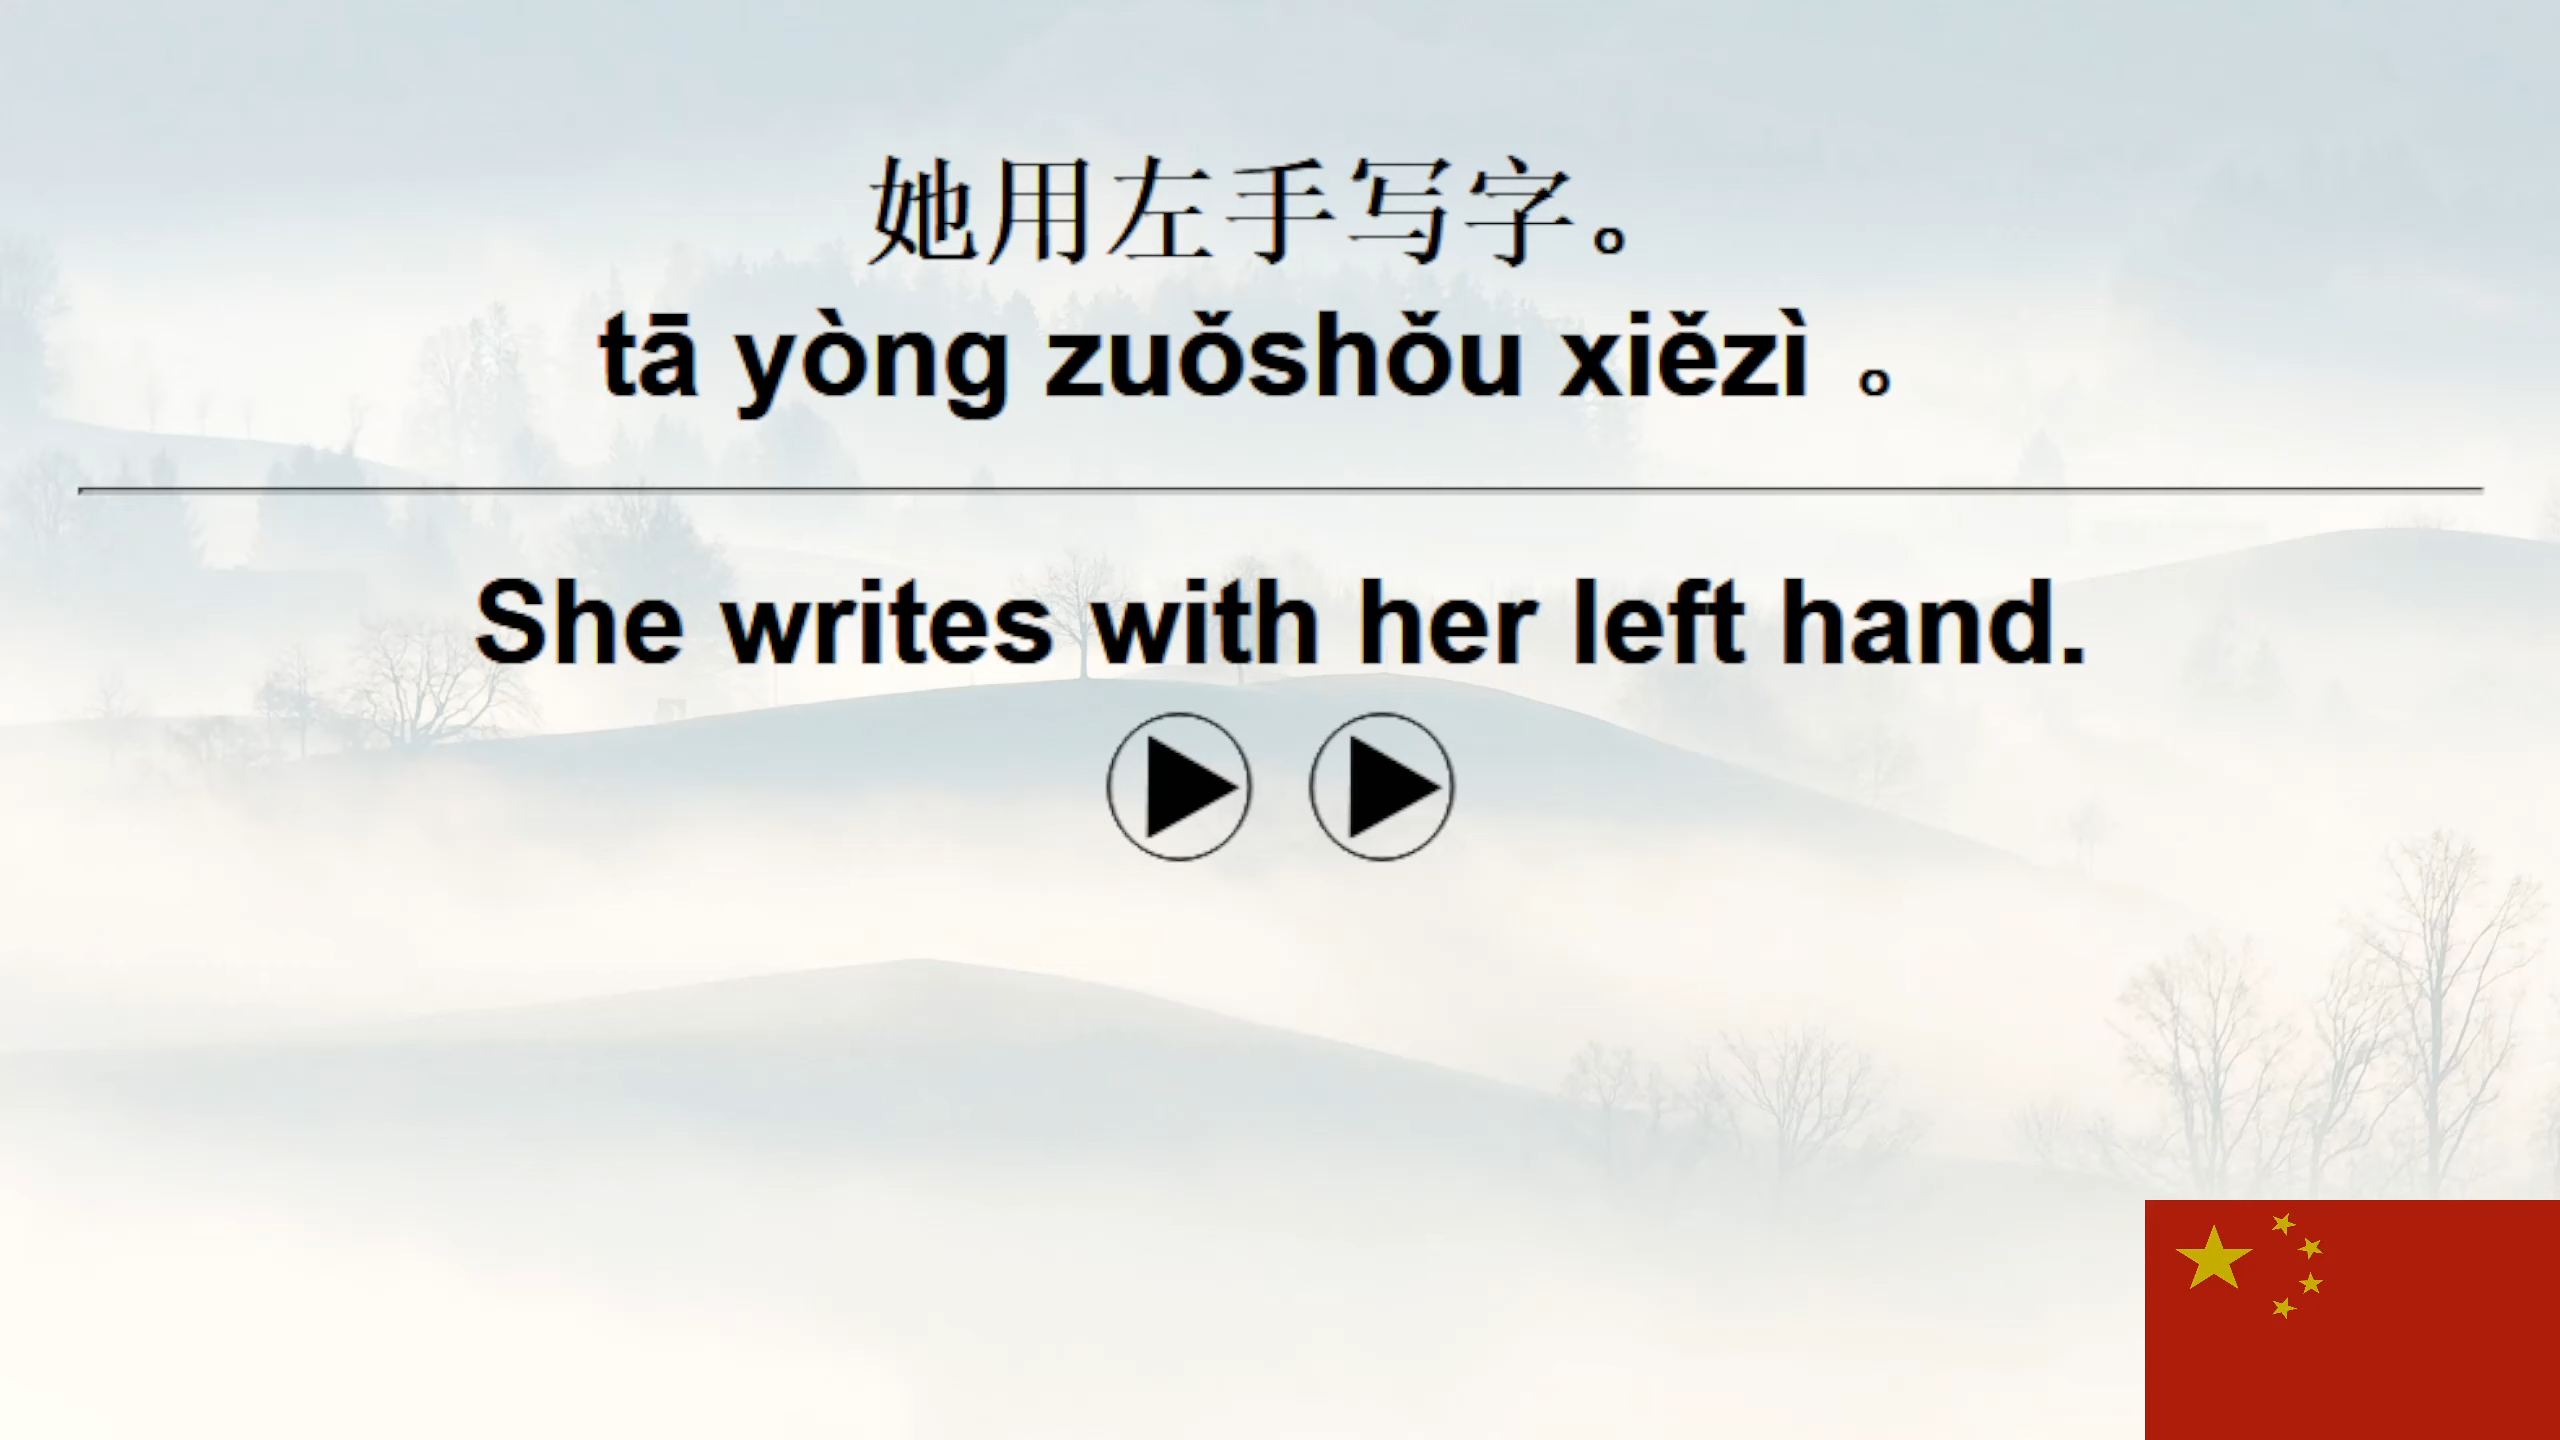 她用左手写字。
tā yòng zuǒshǒu xiězì 。
She writes with her left hand.